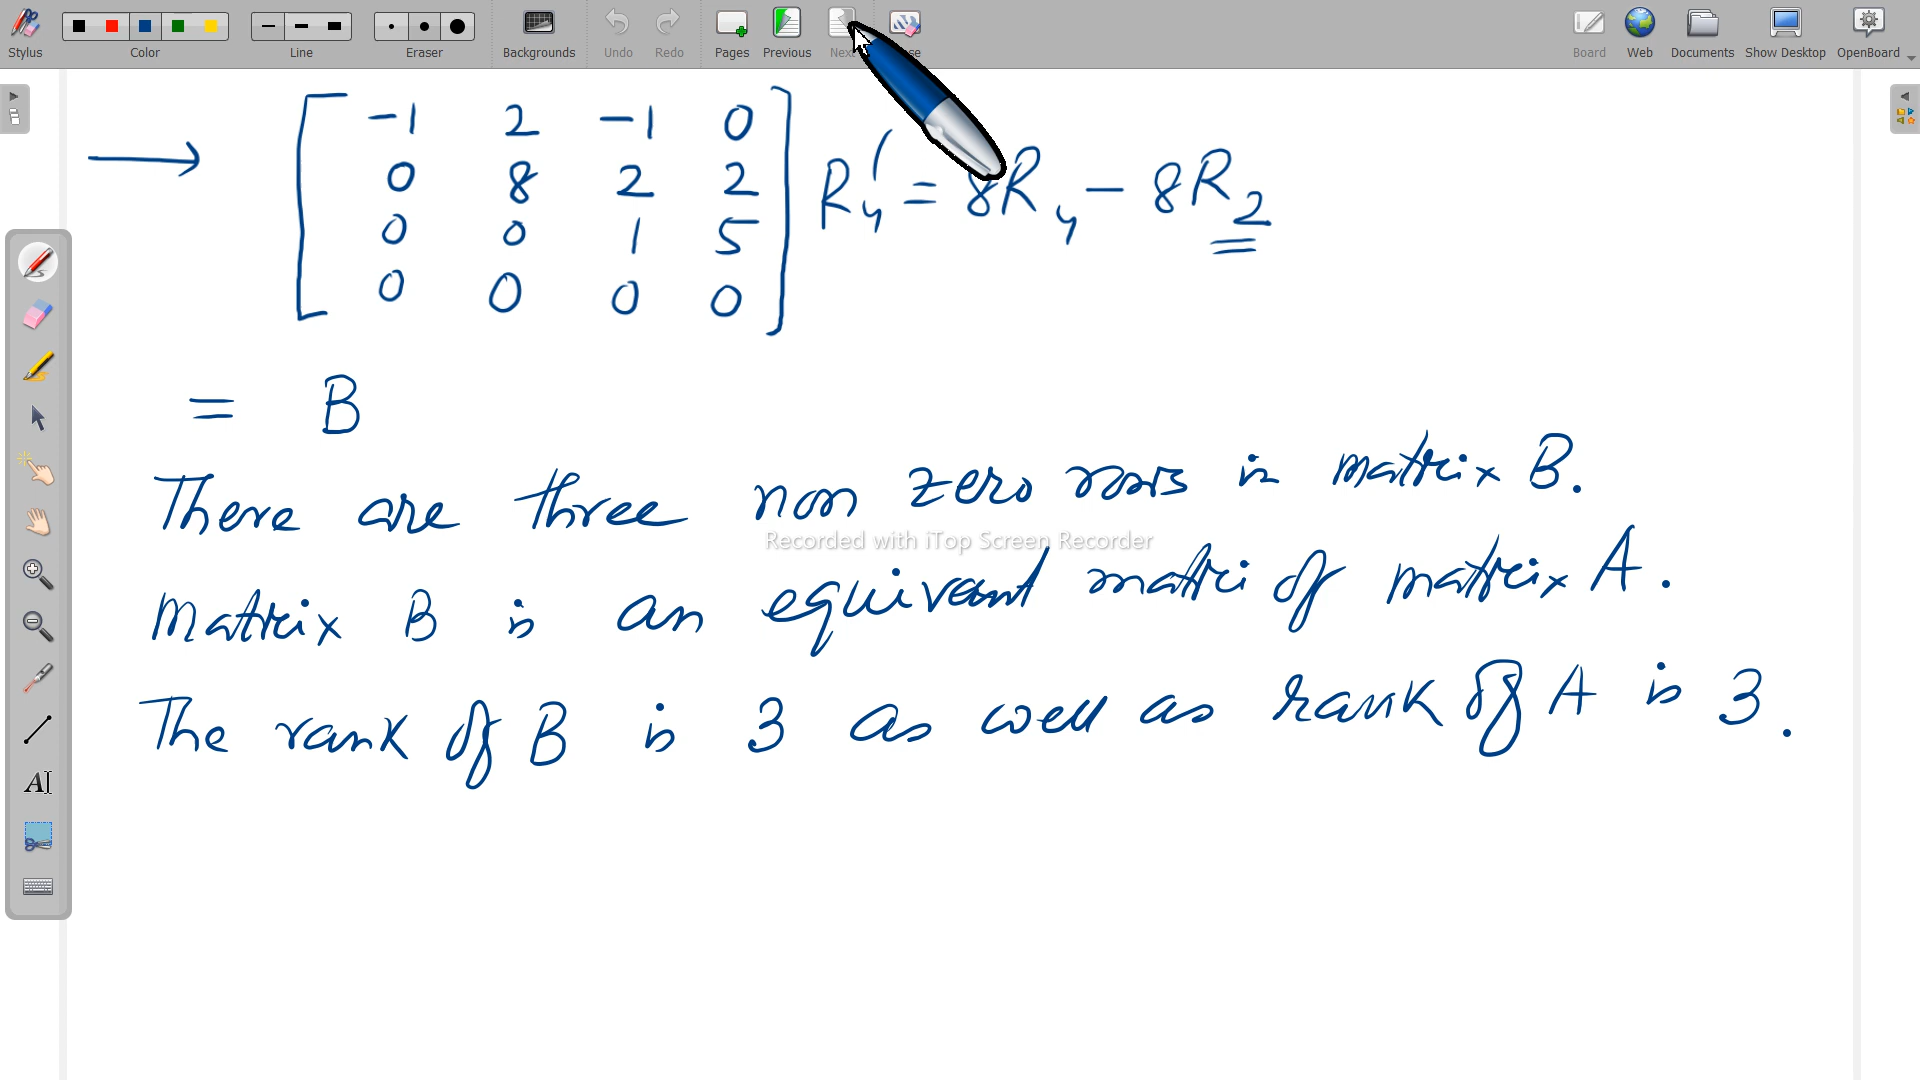 Stylus Color Line Eraser Backgrounds Undo Redo Pages Previous Next Board Web Documents Show Desktop OpenBoard
→ [ -1 2 -1 0
0 8 2 2
0 0 1 5
0 0 0 0 ] R₄′ = 8R₄ - 8R₂
= B
There are three non zero rows in matrix B.
Recorded with iTop Screen Recorder
Matrix B is an equivant matri of matrix A.
The rank of B is 3 as well as rank of A is 3.